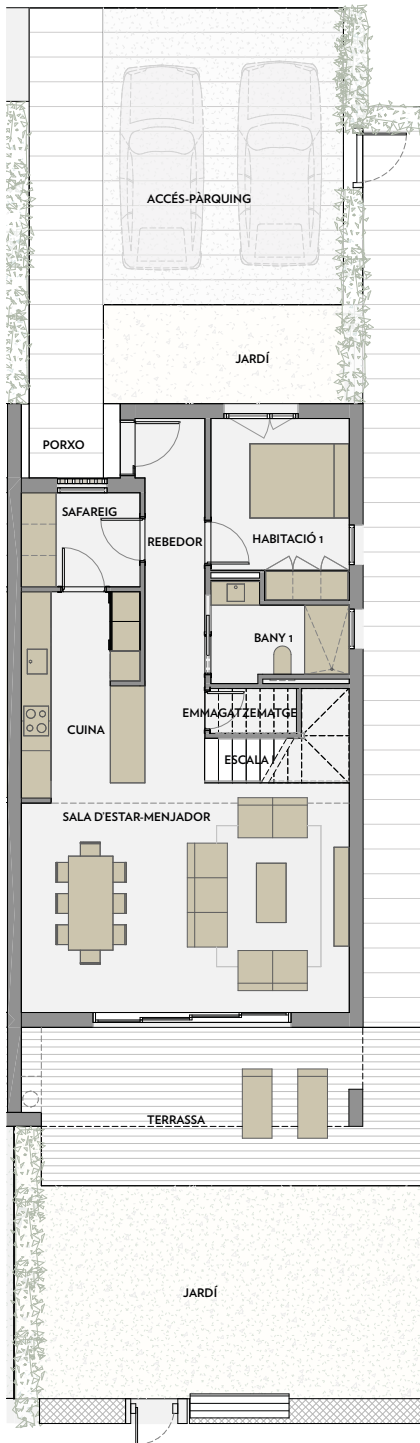 ACCÉS-PÀRQUING
JARDÍ
PORXO
SAFAREIG
REBEDOR
HABITACIÓ 1
BANY 1
EMMAGATZEMATGE
CUINA
ESCALA
SALA D'ESTAR-MENJADOR
TERRASSA
JARDÍ